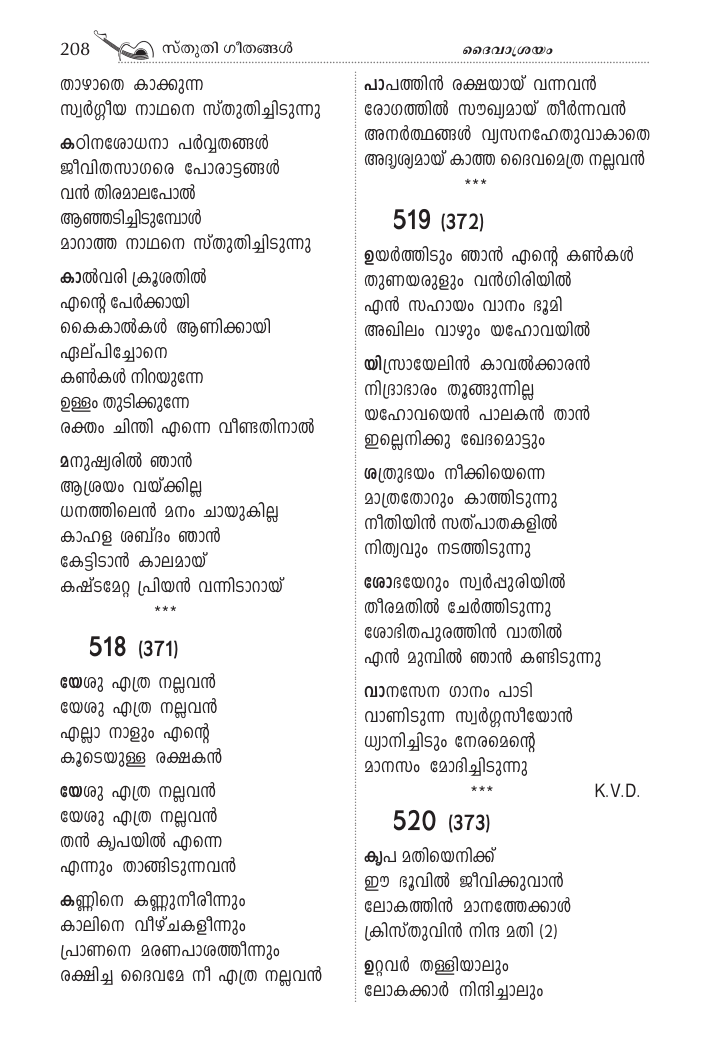 208 സ്തുതി ഗീതങ്ങൾ
ദൈവാശ്രയം
താഴാതെ കാക്കുന്ന
സ്വർഗ്ഗീയ നാഥനെ സ്തുതിച്ചിടുന്നു
കഠിനശോധനാ പർവ്വതങ്ങൾ
ജീവിതസാഗരെ പോരാട്ടങ്ങൾ
വൻ തിരമാലപോൽ
ആഞ്ഞടിച്ചിടുമ്പോൾ
മാറാത്ത നാഥനെ സ്തുതിച്ചിടുന്നു
കാൽവരി ക്രൂശതിൽ
എന്റെ പേർക്കായി
കൈകാൽകൾ ആണിക്കായി
ഏല്പിച്ചോനെ
കൺകൾ നിറയുന്നേ
ഉള്ളം തുടിക്കുന്നേ
രക്തം ചിന്തി എന്നെ വീണ്ടതിനാൽ
മനുഷ്യരിൽ ഞാൻ
ആശ്രയം വയ്ക്കില്ല
ധനത്തിലെൻ മനം ചായുകില്ല
കാഹള ശബ്ദം ഞാൻ
കേട്ടിടാൻ കാലമായ്
കഷ്ടമേറ്റ പ്രിയൻ വന്നിടാറായ്
***
518 (371)
യേശു എത്ര നല്ലവൻ
യേശു എത്ര നല്ലവൻ
എല്ലാ നാളും എന്റെ
കൂടെയുള്ള രക്ഷകൻ
യേശു എത്ര നല്ലവൻ
യേശു എത്ര നല്ലവൻ
തൻ കൃപയിൽ എന്നെ
എന്നും താങ്ങിടുന്നവൻ
കണ്ണിനെ കണ്ണുനീരീന്നും
കാലിനെ വീഴ്ചകളീന്നും
പ്രാണനെ മരണപാശത്തീന്നും
രക്ഷിച്ച ദൈവമേ നീ എത്ര നല്ലവൻ
പാപത്തിൻ രക്ഷയായ് വന്നവൻ
രോഗത്തിൽ സൗഖ്യമായ് തീർന്നവൻ
അനർത്ഥങ്ങൾ വ്യസനഹേതുവാകാതെ
അദൃശ്യമായ് കാത്ത ദൈവമെത്ര നല്ലവൻ
***
519 (372)
ഉയർത്തിടും ഞാൻ എന്റെ കൺകൾ
തുണയരുളും വൻഗിരിയിൽ
എൻ സഹായം വാനം ഭൂമി
അഖിലം വാഴും യഹോവയിൽ
യിസ്രായേലിൻ കാവൽക്കാരൻ
നിദ്രാഭാരം തൂങ്ങുന്നില്ല
യഹോവയെൻ പാലകൻ താൻ
ഇല്ലെനിക്കു ഖേദമൊട്ടും
ശത്രുഭയം നീക്കിയെന്നെ
മാത്രതോറും കാത്തിടുന്നു
നീതിയിൻ സത്പാതകളിൽ
നിത്യവും നടത്തിടുന്നു
ശോഭയേറും സ്വർപ്പുരിയിൽ
തീരമതിൽ ചേർത്തിടുന്നു
ശോഭിതപുരത്തിൻ വാതിൽ
എൻ മുമ്പിൽ ഞാൻ കണ്ടിടുന്നു
വാനസേന ഗാനം പാടി
വാണിടുന്ന സ്വർഗ്ഗസീയോൻ
ധ്യാനിച്ചിടും നേരമെന്റെ
മാനസം മോദിച്ചിടുന്നു
*** K.V.D.
520 (373)
കൃപ മതിയെനിക്ക്
ഈ ഭൂവിൽ ജീവിക്കുവാൻ
ലോകത്തിൻ മാനത്തേക്കാൾ
ക്രിസ്തുവിൻ നിന്ദ മതി (2)
ഉറ്റവർ തള്ളിയാലും
ലോകക്കാർ നിന്ദിച്ചാലും